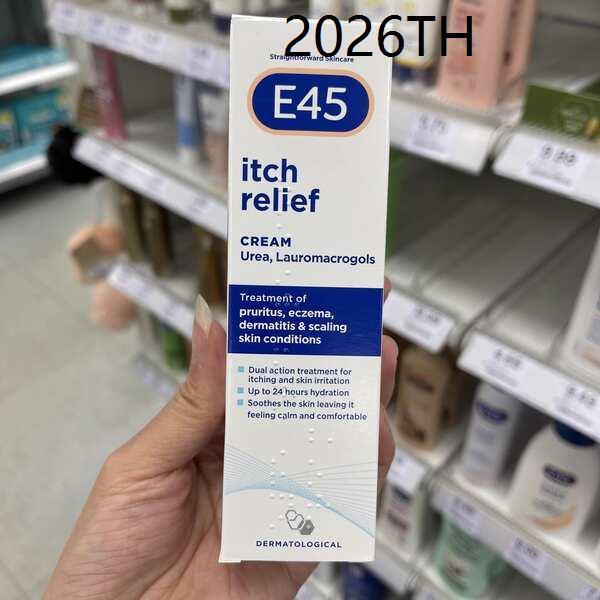 2026TH
Straightforward Skincare
E45
itch
relief
CREAM
Urea, Lauromacrogols
Treatment of
pruritus, eczema,
dermatitis & scaling
skin conditions
Dual action treatment for
itching and skin irritation
Up to 24 hours hydration
Soothes the skin leaving it
feeling calm and comfortable
DERMATOLOGICAL